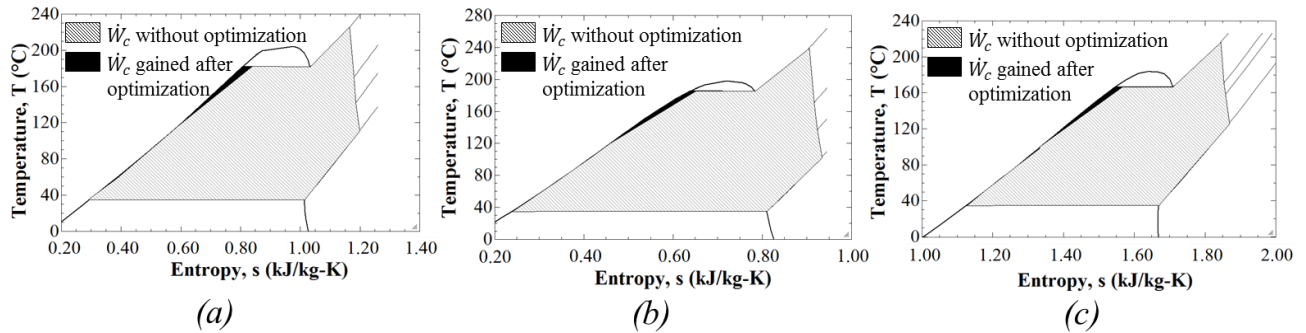 240
200
160
120
80
40
0
Temperature, T (°C)
Ẇc without optimization
Ẇc gained after
optimization
0.20 0.40 0.60 0.80 1.00 1.20 1.40
Entropy, s (kJ/kg-K)
(a)
280
240
200
160
120
80
40
0
Temperature, T (°C)
Ẇc without optimization
Ẇc gained after
optimization
0.20 0.40 0.60 0.80 1.00
Entropy, s (kJ/kg-K)
(b)
240
200
160
120
80
40
0
Temperature, T (°C)
Ẇc without optimization
Ẇc gained after
optimization
1.00 1.20 1.40 1.60 1.80 2.00
Entropy, s (kJ/kg-K)
(c)